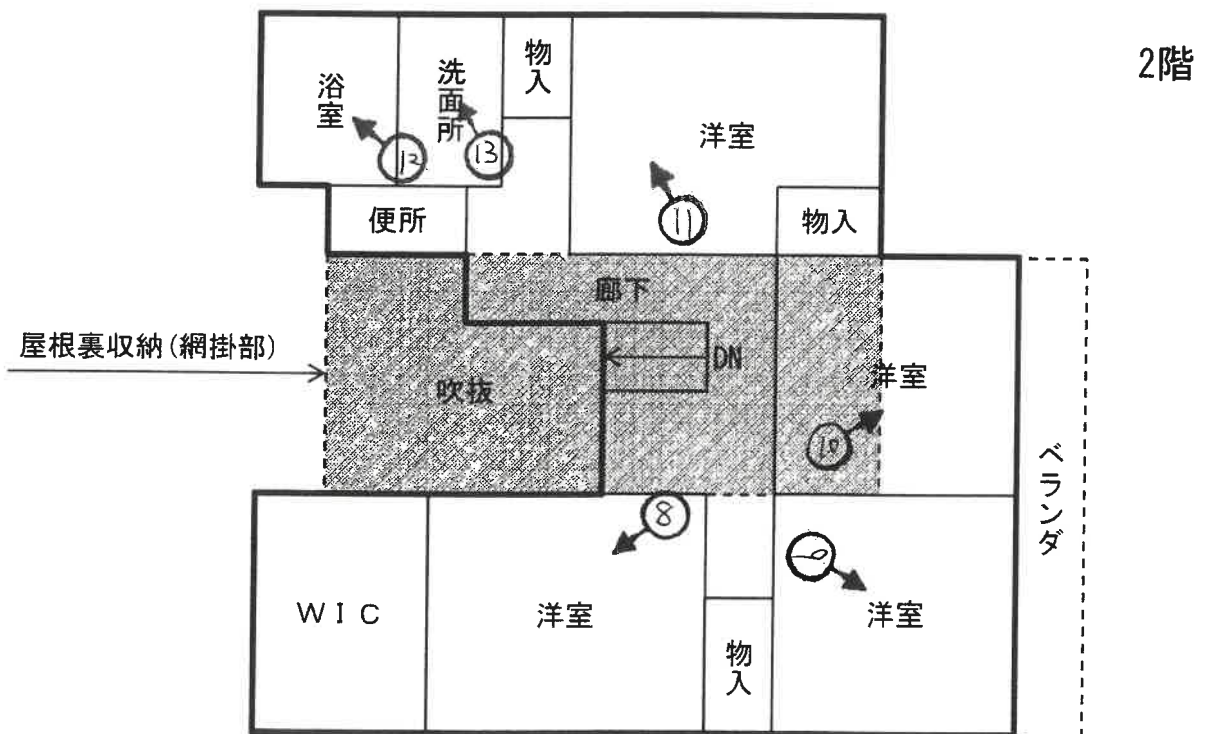 2階
浴室
洗面所
物入
洋室
⑫
⑬
⑪
便所
物入
廊下
屋根裏収納(網掛部)
吹抜
DN
洋室
⑩
ベランダ
⑧
⑨
WIC
洋室
物入
洋室